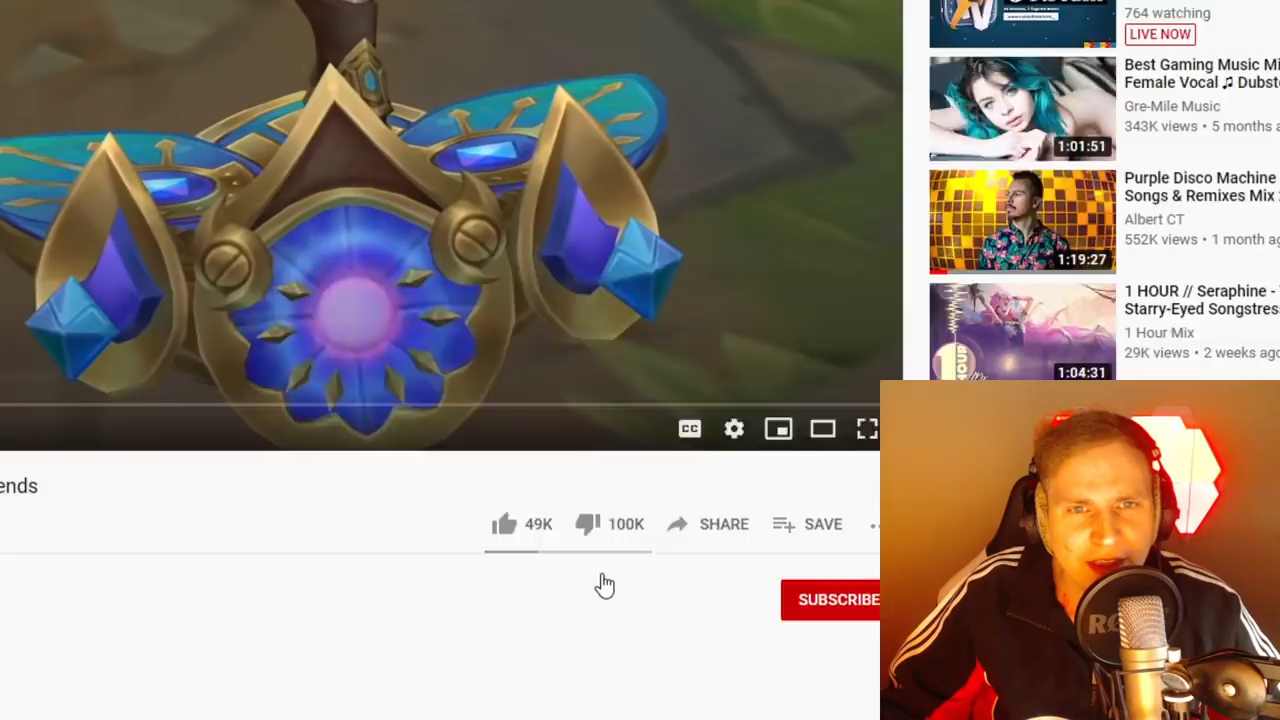 764 watching
LIVE NOW
Best Gaming Music Mi
Female Vocal ♫ Dubst
Gre-Mile Music
343K views • 5 months a
1:01:51
Purple Disco Machine
Songs & Remixes Mix
Albert CT
552K views • 1 month ag
1:19:27
1 HOUR // Seraphine -
Starry-Eyed Songstres
1 Hour Mix
29K views • 2 weeks ago
1:04:31
CC
ends
49K
100K
SHARE
SAVE
SUBSCRIBE